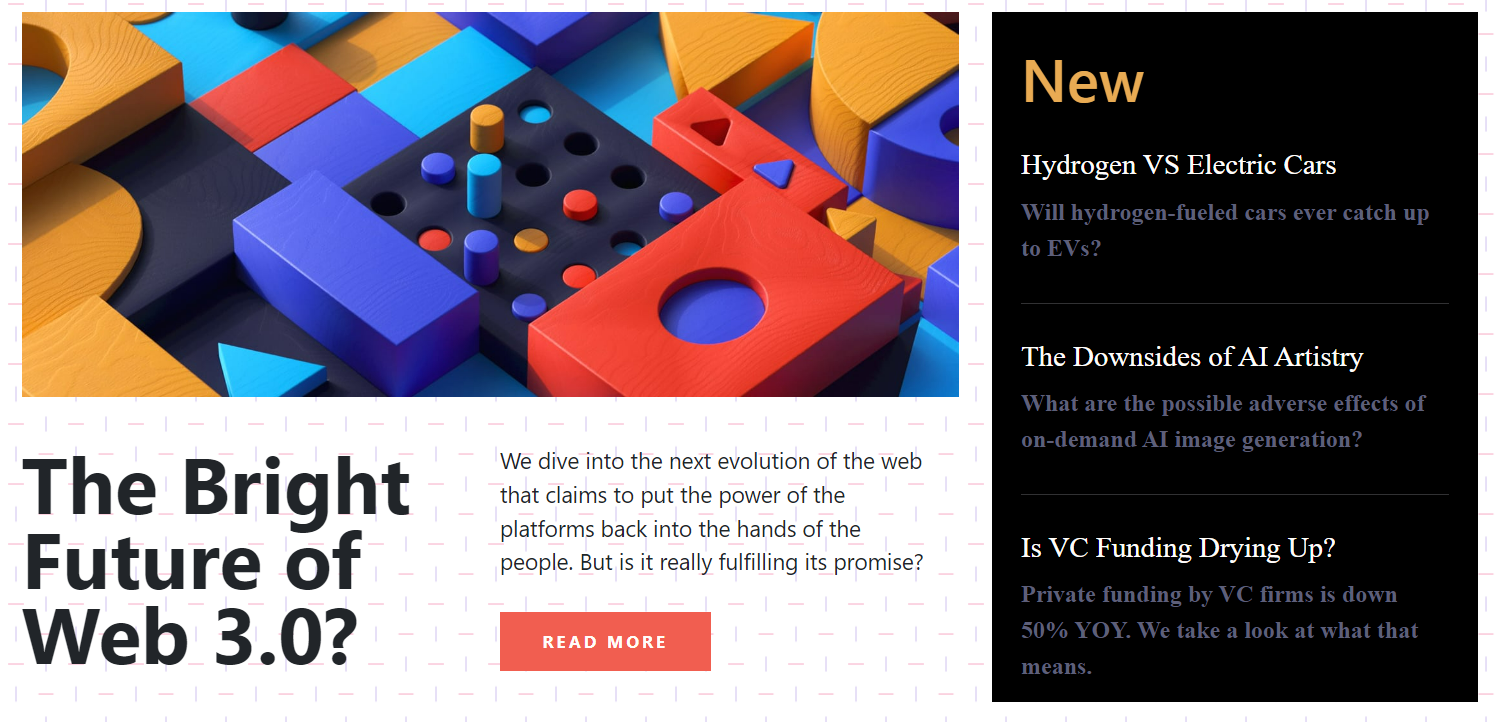 The Bright
Future of
Web 3.0?
We dive into the next evolution of the web
that claims to put the power of the
platforms back into the hands of the
people. But is it really fulfilling its promise?
READ MORE
New
Hydrogen VS Electric Cars
Will hydrogen-fueled cars ever catch up
to EVs?
The Downsides of AI Artistry
What are the possible adverse effects of
on-demand AI image generation?
Is VC Funding Drying Up?
Private funding by VC firms is down
50% YOY. We take a look at what that
means.